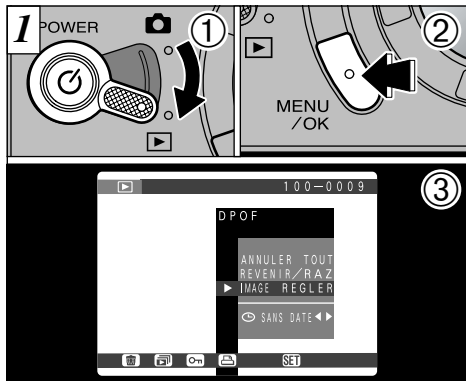 1
POWER
①
②
MENU
/OK
③
100-0009
DPOF
ANNULER TOUT
REVENIR/RAZ
IMAGE REGLER
SANS DATE
SET